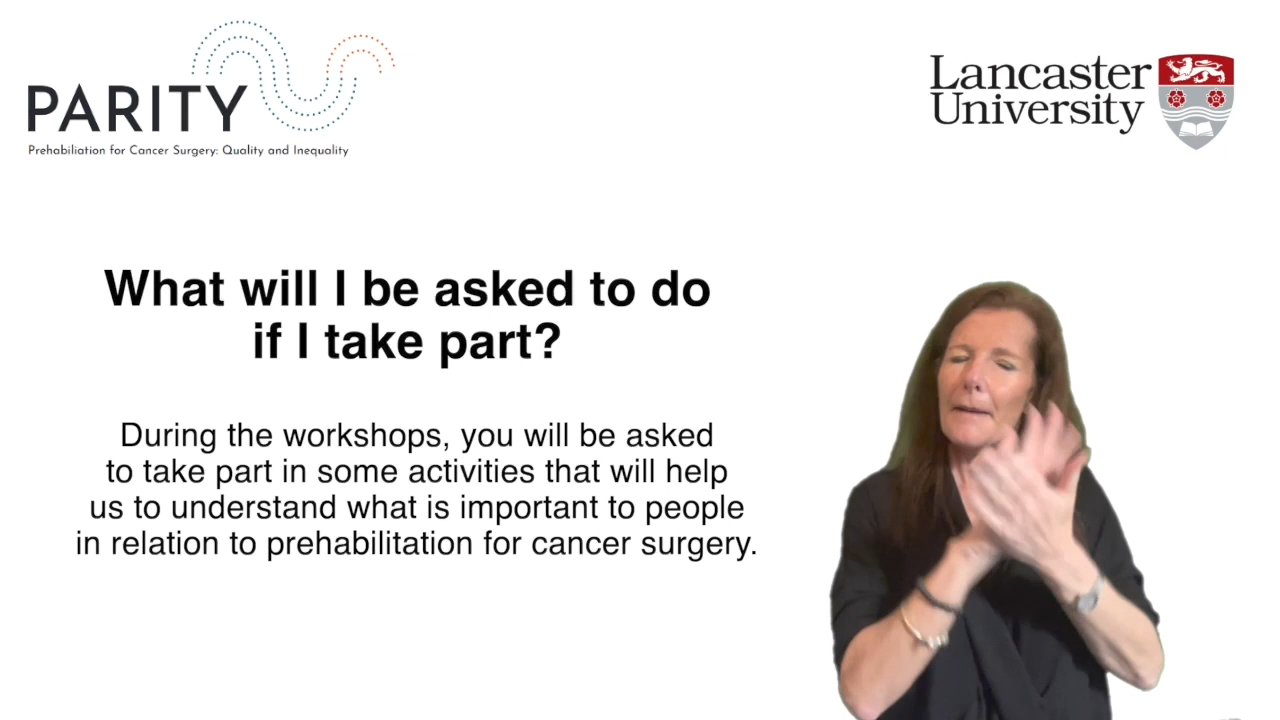 PARITY
Prehabiliation for Cancer Surgery: Quality and Inequality
Lancaster
University
What will I be asked to do
if I take part?
During the workshops, you will be asked
to take part in some activities that will help
us to understand what is important to people
in relation to prehabilitation for cancer surgery.